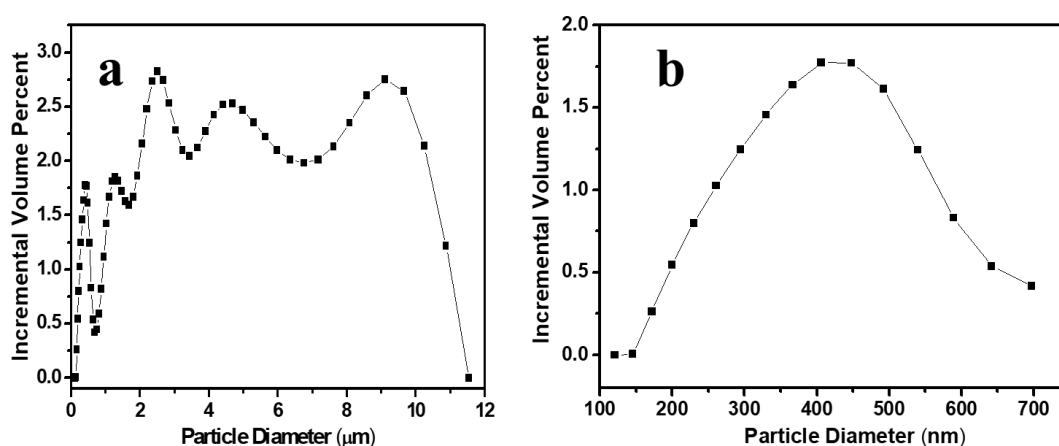 a
Incremental Volume Percent
3.0
2.5
2.0
1.5
1.0
0.5
0.0
0 2 4 6 8 10 12
Particle Diameter (μm)
b
Incremental Volume Percent
2.0
1.5
1.0
0.5
0.0
100 200 300 400 500 600 700
Particle Diameter (nm)